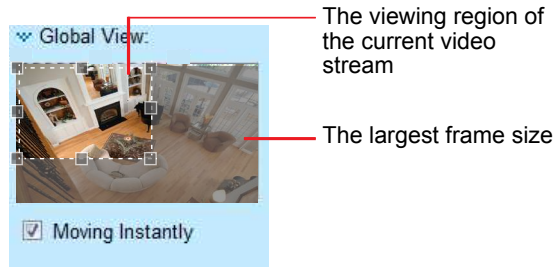 Global View:
The viewing region of
the current video
stream
The largest frame size
Moving Instantly